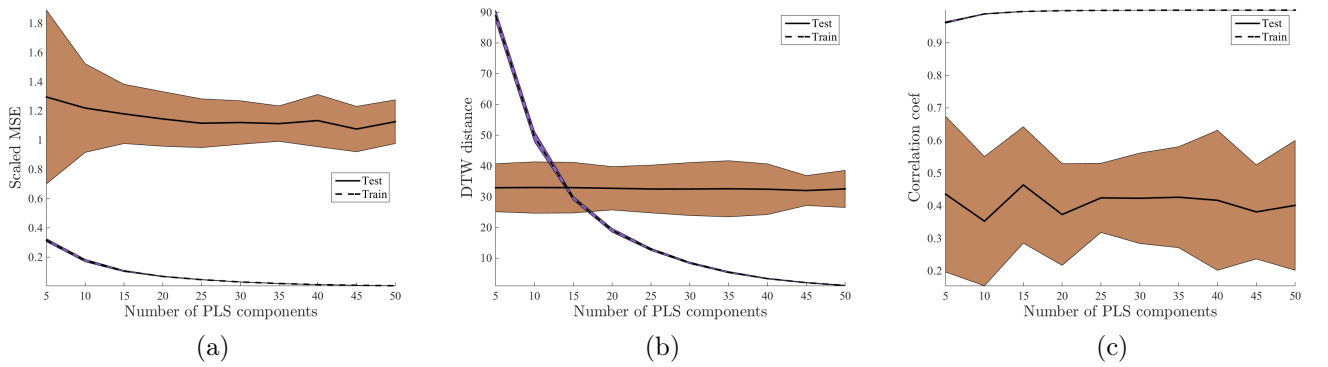 Scaled MSE
1.8
1.6
1.4
1.2
1
0.8
0.6
0.4
0.2
Test
Train
5 10 15 20 25 30 35 40 45 50
Number of PLS components
(a)
DTW distance
90
80
70
60
50
40
30
20
10
Test
Train
5 10 15 20 25 30 35 40 45 50
Number of PLS components
(b)
Correlation coef
0.9
0.8
0.7
0.6
0.5
0.4
0.3
0.2
Test
Train
5 10 15 20 25 30 35 40 45 50
Number of PLS components
(c)